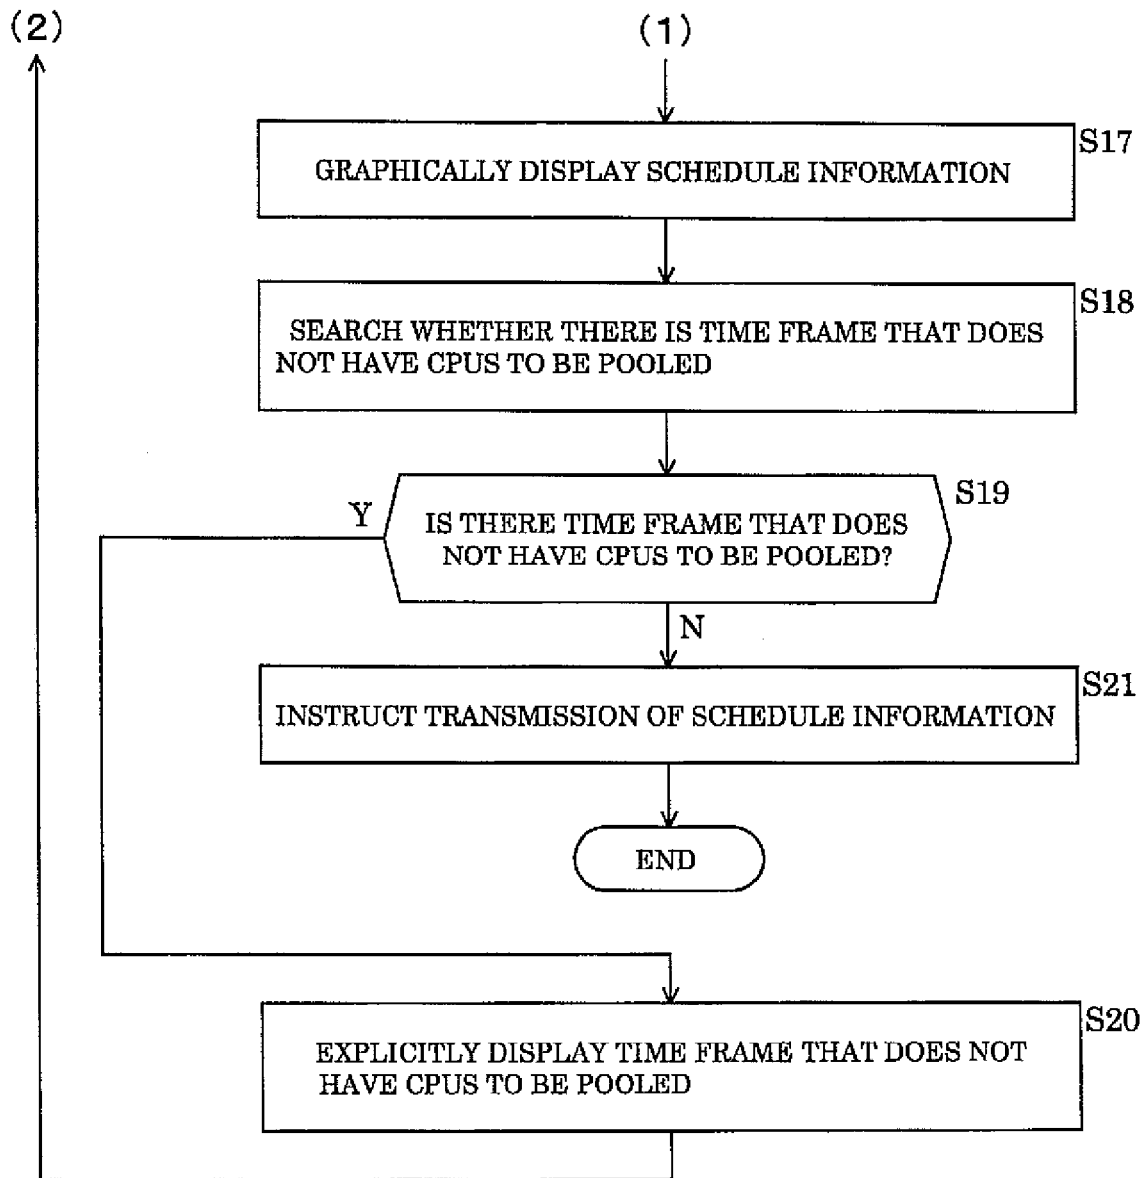 (2)
(1)
S17
GRAPHICALLY DISPLAY SCHEDULE INFORMATION
S18
SEARCH WHETHER THERE IS TIME FRAME THAT DOES
NOT HAVE CPUS TO BE POOLED
S19
Y
IS THERE TIME FRAME THAT DOES
NOT HAVE CPUS TO BE POOLED?
N
S21
INSTRUCT TRANSMISSION OF SCHEDULE INFORMATION
END
S20
EXPLICITLY DISPLAY TIME FRAME THAT DOES NOT
HAVE CPUS TO BE POOLED